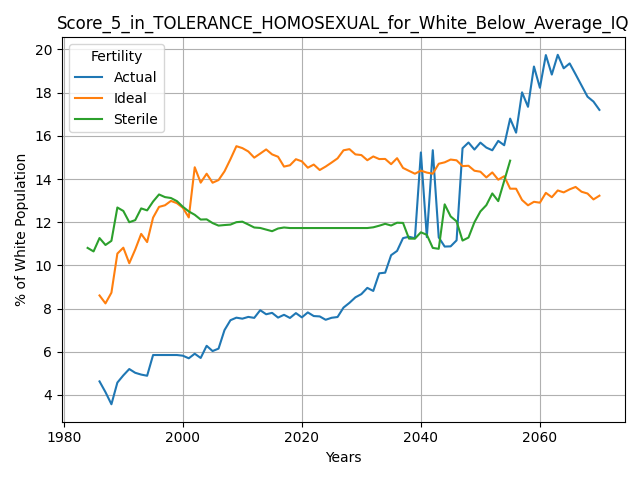 Score_5_in_TOLERANCE_HOMOSEXUAL_for_White_Below_Average_IQ
Fertility
Actual
Ideal
Sterile
% of White Population
20
18
16
14
12
10
8
6
4
1980
2000
2020
2040
2060
Years